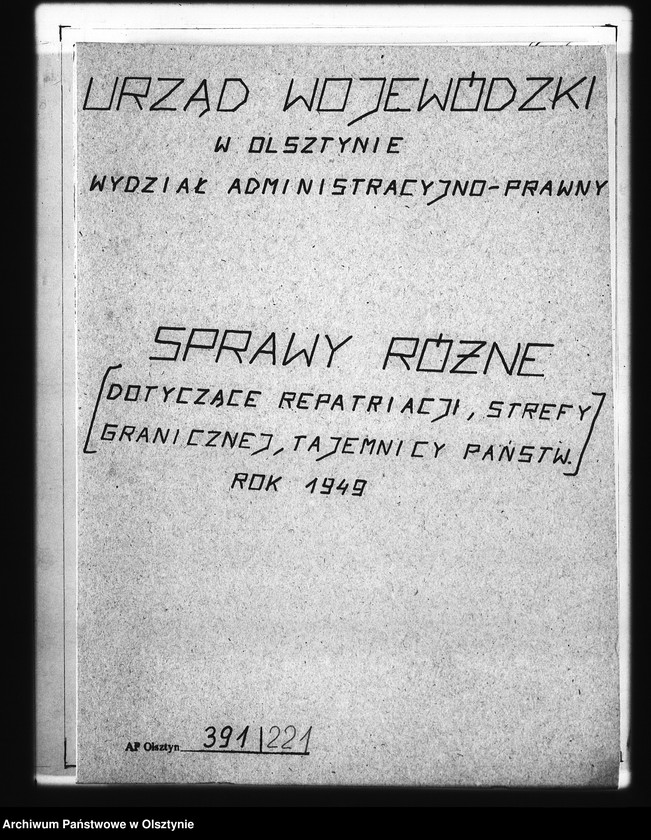 URZĄD WOJEWÓDZKI
W OLSZTYNIE
WYDZIAŁ ADMINISTRACYJNO-PRAWNY
SPRAWY RÓŻNE
[DOTYCZĄCE REPATRIACJI, STREFY
GRANICZNEJ, TAJEMNICY PAŃSTW.]
ROK 1949
AP Olsztyn 391/221
Archiwum Państwowe w Olsztynie